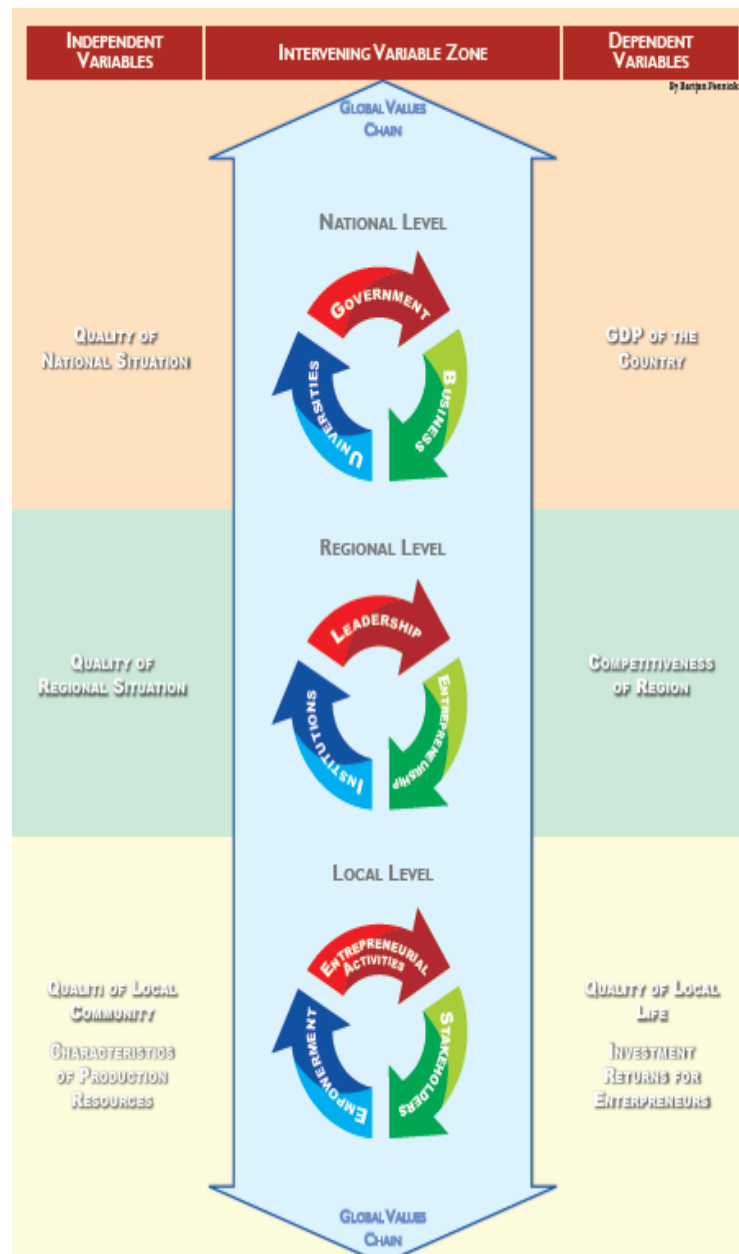 INDEPENDENT
VARIABLES
INTERVENING VARIABLE ZONE
DEPENDENT
VARIABLES
GLOBAL VALUES
CHAIN
NATIONAL LEVEL
GOVERNMENT
BUSINESS
UNIVERSITIES
QUALITY OF
NATIONAL SITUATION
GDP OF THE
COUNTRY
REGIONAL LEVEL
LEADERSHIP
ENTREPRENEURSHIP
INSTITUTIONS
QUALITY OF
REGIONAL SITUATION
COMPETITIVENESS
OF REGION
LOCAL LEVEL
ENTREPRENEURIAL
ACTIVITIES
STAKEHOLDERS
EMPOWERMENT
QUALITI OF LOCAL
COMMUNITY
CHARACTERISTICS
OF PRODUCTION
RESOURCES
QUALITY OF LOCAL
LIFE
INVESTMENT
RETURNS FOR
ENTERPRENEURS
GLOBAL VALUES
CHAIN